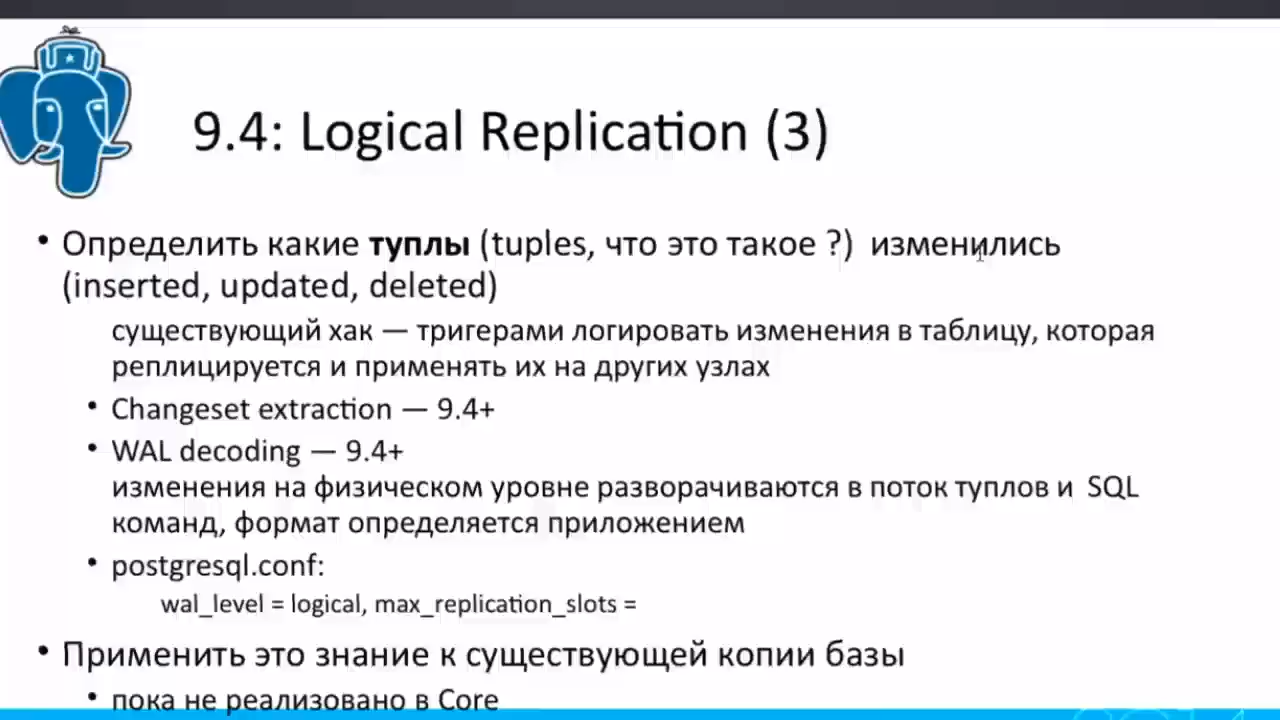 9.4: Logical Replication (3)
• Определить какие туплы (tuples, что это такое ?) изменились
(inserted, updated, deleted)
существующий хак — тригерами логировать изменения в таблицу, которая
реплицируется и применять их на других узлах
• Changeset extraction — 9.4+
• WAL decoding — 9.4+
изменения на физическом уровне разворачиваются в поток туплов и SQL
команд, формат определяется приложением
• postgresql.conf:
wal_level = logical, max_replication_slots =
• Применить это знание к существующей копии базы
• пока не реализовано в Core